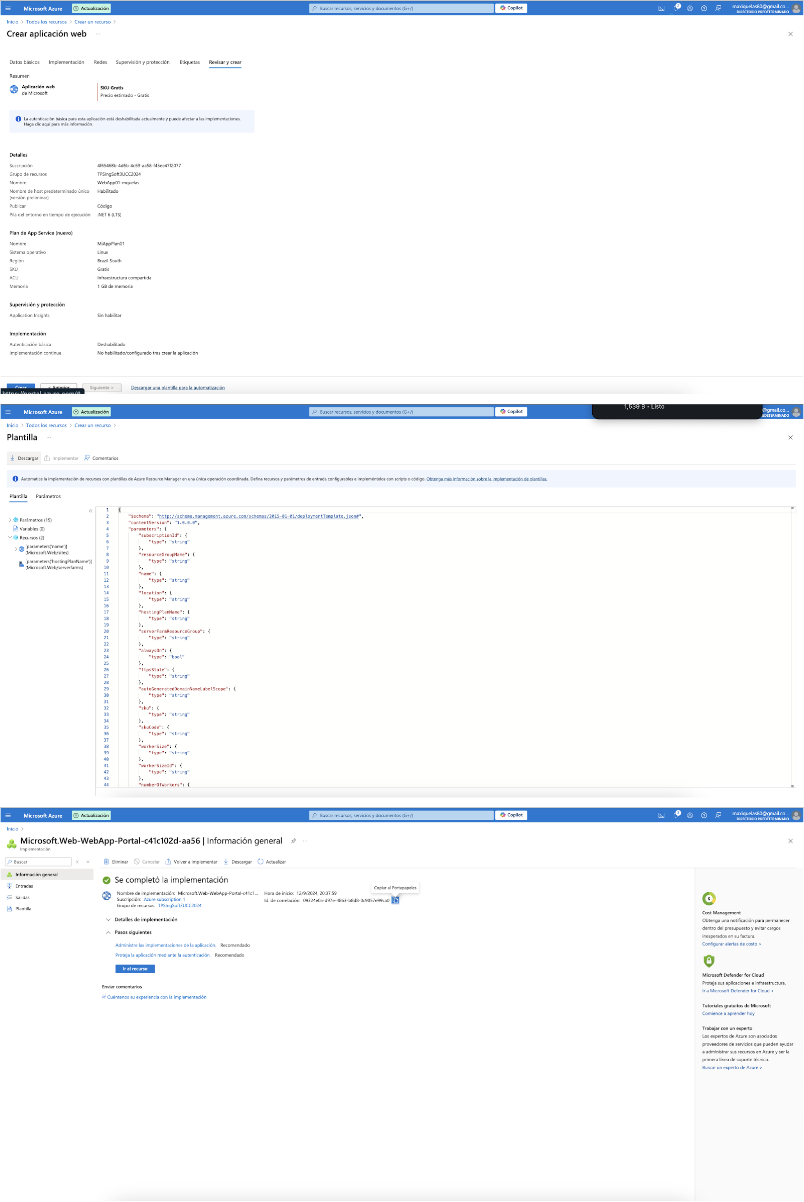 Microsoft Azure
Actualización
Buscar recursos, servicios y documentos (G+/)
Copilot
Inicio > Todos los recursos > Crear un recurso >
Crear aplicación web
Datos básicos Implementación Redes Supervisión y protección Etiquetas Revisar y crear
Resumen
Aplicación web
de Microsoft
SKU Gratis
Precio estimado - Gratis
La autenticación básica para esta aplicación está deshabilitada actualmente y puede afectar a las implementaciones.
Haga clic aquí para más información.
Detalles
Suscripción
Grupo de recursos TPSIngSoft3UCC2024
Nombre
Nombre de host predeterminado único Habilitado
(versión preliminar)
Publicar Código
Pila del entorno en tiempo de ejecución .NET 8 (LTS)
Plan de App Service (nuevo)
Nombre MiAppPlan01
Sistema operativo Linux
Región Brazil South
SKU Gratis
ACU Infraestructura compartida
Memoria 1 GB de memoria
Supervisión y protección
Application Insights Sin habilitar
Implementación
Autenticación básica Deshabilitado
Implementación continua No habilitado/configurado tras crear la aplicación
Crear < Anterior Siguiente > Descargar una plantilla para la automatización
Microsoft Azure
Actualización
Buscar recursos, servicios y documentos (G+/)
Copilot
1,539 B • Listo
Inicio > Todos los recursos > Crear un recurso >
Plantilla
Descargar Implementar Comentarios
Automatice la implementación de recursos con plantillas de Azure Resource Manager en una única operación coordinada. Defina recursos y parámetros de entrada configurables e impleméntelos con scripts o código. Obtenga más información sobre la implementación de plantillas.
Plantilla Parámetros
Parámetros (15)
Variables (0)
Recursos (2)
[parameters('name')]
(Microsoft.Web/sites)
[parameters('hostingPlanName')]
(Microsoft.Web/serverfarms)
1 {
2 "$schema": "http://schema.management.azure.com/schemas/2015-01-01/deploymentTemplate.json#",
3 "contentVersion": "1.0.0.0",
4 "parameters": {
5 "subscriptionId": {
6 "type": "string"
7 },
8 "resourceGroupName": {
9 "type": "string"
10 },
11 "name": {
12 "type": "string"
13 },
14 "location": {
15 "type": "string"
16 },
17 "hostingPlanName": {
18 "type": "string"
19 },
20 "serverFarmResourceGroup": {
21 "type": "string"
22 },
23 "alwaysOn": {
24 "type": "bool"
25 },
26 "ftpsState": {
27 "type": "string"
28 },
29 "autoGeneratedDomainNameLabelScope": {
30 "type": "string"
31 },
32 "sku": {
33 "type": "string"
34 },
35 "skuCode": {
36 "type": "string"
37 },
38 "workerSize": {
39 "type": "string"
40 },
41 "workerSizeId": {
42 "type": "string"
43 },
44 "numberOfWorkers": {
Microsoft Azure
Actualización
Buscar recursos, servicios y documentos (G+/)
Copilot
Inicio >
Microsoft.Web-WebApp-Portal-c41c102d-aa56 | Información general
Implementación
Buscar
Eliminar Cancelar Volver a implementar Descargar Actualizar
Información general
Entradas
Salidas
Plantilla
Se completó la implementación
Copiar al Portapapeles
Nombre de implementación: Microsoft.Web-WebApp-Portal-c41c...
Suscripción: Azure subscription 1
Grupo de recursos: TPSIngSoft3UCC2024
Hora de inicio: 12/9/2024, 20:37:59
Id. de correlación:
Detalles de implementación
Pasos siguientes
Administre las implementaciones de la aplicación. Recomendado
Proteja la aplicación mediante la autenticación Recomendado
Ir al recurso
Enviar comentarios
Cuéntenos su experiencia con la implementación
Cost Management
Obtenga una notificación para permanecer
dentro del presupuesto y evitar cargos
inesperados en su factura.
Configurar alertas de costo >
Microsoft Defender for Cloud
Proteja sus aplicaciones e infraestructura.
Ir a Microsoft Defender for Cloud >
Tutoriales gratuitos de Microsoft
Comience a aprender hoy
Trabajar con un experto
Los expertos de Azure son asociados
proveedores de servicios que pueden ayudar
a administrar sus recursos en Azure y ser la
primera línea de soporte técnico.
Buscar un experto de Azure >